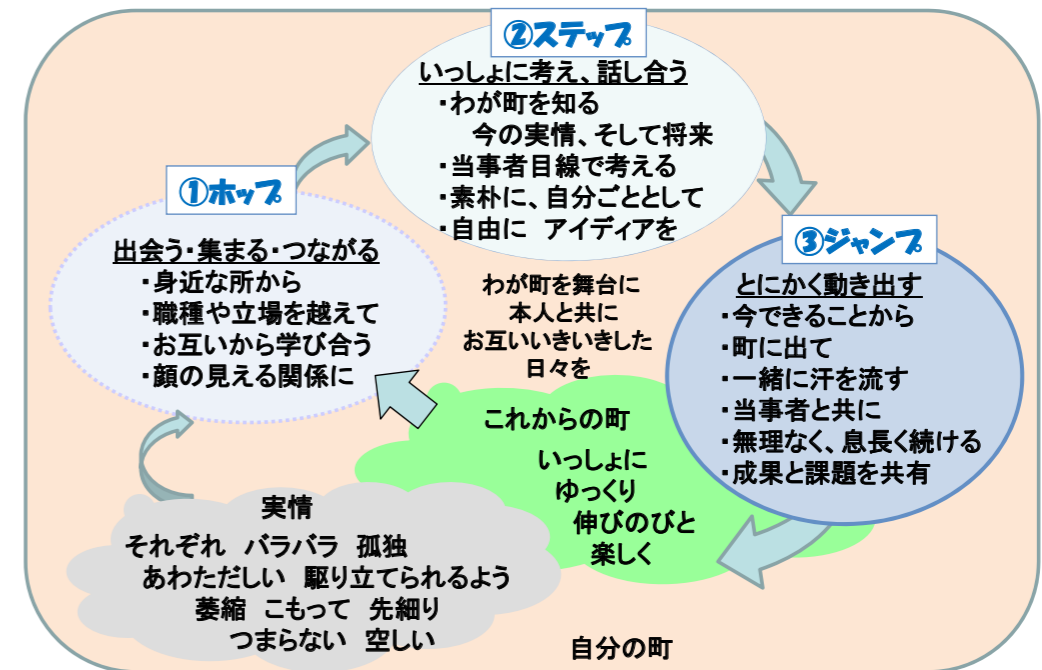 ②ステップ
いっしょに考え、話し合う
・わが町を知る
今の実情、そして将来
・当事者目線で考える
・素朴に、自分ごととして
・自由に　アイディアを
①ホップ
出会う・集まる・つながる
・身近な所から
・職種や立場を越えて
・お互いから学び合う
・顔の見える関係に
③ジャンプ
とにかく動き出す
・今できることから
・町に出て
・一緒に汗を流す
・当事者と共に
・無理なく、息長く続ける
・成果と課題を共有
わが町を舞台に
本人と共に
お互いいきいきした
日々を
これからの町
いっしょに
ゆっくり
伸びのびと
楽しく
実情
それぞれ　バラバラ　孤独
あわただしい　駆り立てられるよう
萎縮　こもって　先細り
つまらない　空しい
自分の町